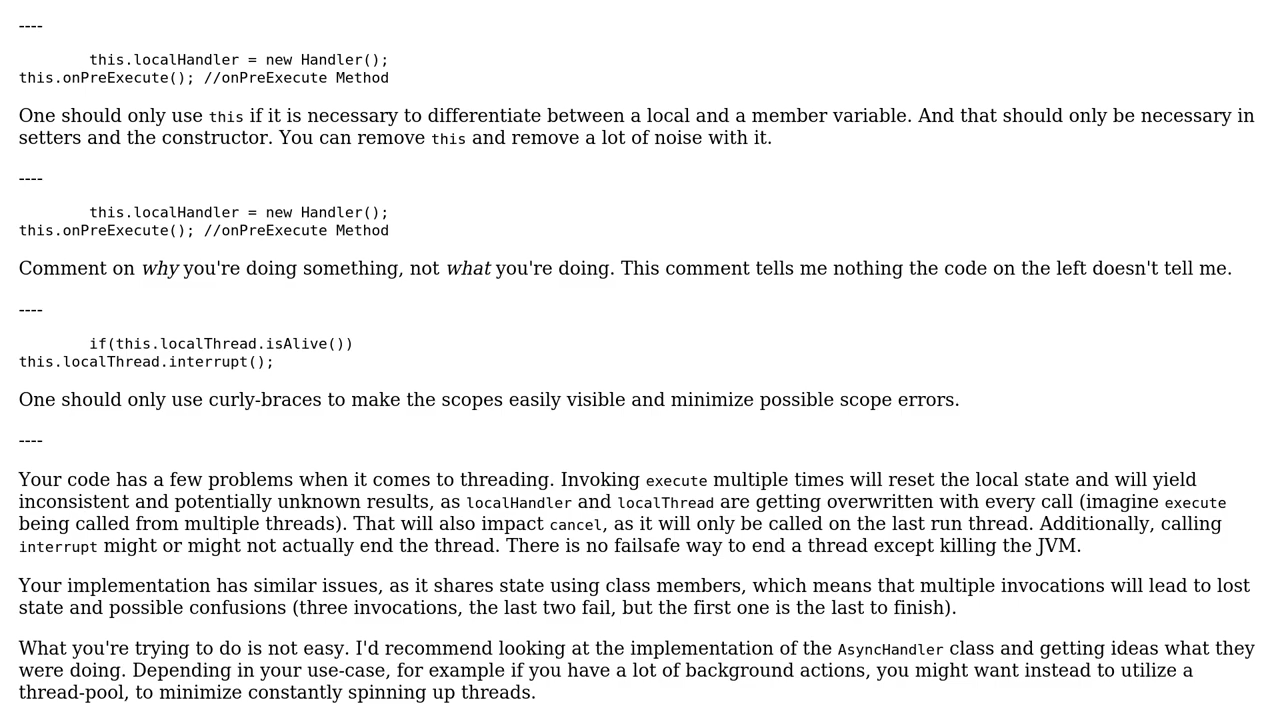 ----
this.localHandler = new Handler();
this.onPreExecute(); //onPreExecute Method
One should only use this if it is necessary to differentiate between a local and a member variable. And that should only be necessary in
setters and the constructor. You can remove this and remove a lot of noise with it.
----
this.localHandler = new Handler();
this.onPreExecute(); //onPreExecute Method
Comment on why you're doing something, not what you're doing. This comment tells me nothing the code on the left doesn't tell me.
----
if(this.localThread.isAlive())
this.localThread.interrupt();
One should only use curly-braces to make the scopes easily visible and minimize possible scope errors.
----
Your code has a few problems when it comes to threading. Invoking execute multiple times will reset the local state and will yield
inconsistent and potentially unknown results, as localHandler and localThread are getting overwritten with every call (imagine execute
being called from multiple threads). That will also impact cancel, as it will only be called on the last run thread. Additionally, calling
interrupt might or might not actually end the thread. There is no failsafe way to end a thread except killing the JVM.
Your implementation has similar issues, as it shares state using class members, which means that multiple invocations will lead to lost
state and possible confusions (three invocations, the last two fail, but the first one is the last to finish).
What you're trying to do is not easy. I'd recommend looking at the implementation of the AsyncHandler class and getting ideas what they
were doing. Depending in your use-case, for example if you have a lot of background actions, you might want instead to utilize a
thread-pool, to minimize constantly spinning up threads.